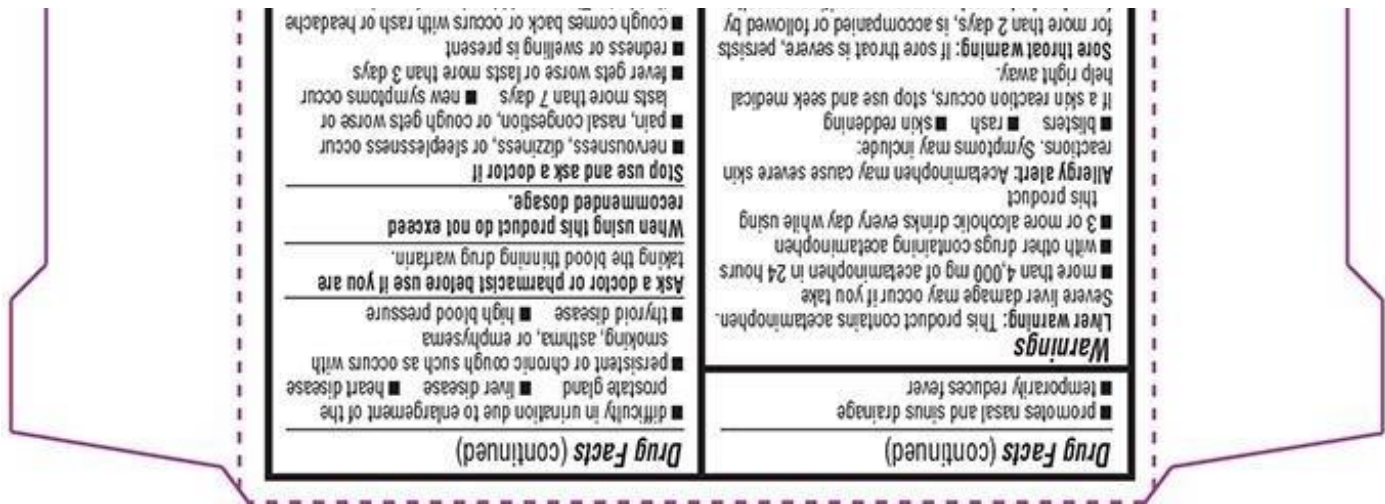 Drug Facts (continued)
■ promotes nasal and sinus drainage
■ temporarily reduces fever
Warnings
Liver warning: This product contains acetaminophen.
Severe liver damage may occur if you take
■ more than 4,000 mg of acetaminophen in 24 hours
■ with other drugs containing acetaminophen
■ 3 or more alcoholic drinks every day while using
this product
Allergy alert: Acetaminophen may cause severe skin
reactions. Symptoms may include:
■ blisters ■ rash ■ skin reddening
If a skin reaction occurs, stop use and seek medical
help right away.
Sore throat warning: If sore throat is severe, persists
for more than 2 days, is accompanied or followed by
Drug Facts (continued)
■ difficulty in urination due to enlargement of the
prostate gland ■ liver disease ■ heart disease
■ persistent or chronic cough such as occurs with
smoking, asthma, or emphysema
■ thyroid disease ■ high blood pressure
Ask a doctor or pharmacist before use if you are
taking the blood thinning drug warfarin.
When using this product do not exceed
recommended dosage.
Stop use and ask a doctor if
■ nervousness, dizziness, or sleeplessness occur
■ pain, nasal congestion, or cough gets worse or
lasts more than 7 days ■ new symptoms occur
■ fever gets worse or lasts more than 3 days
■ redness or swelling is present
■ cough comes back or occurs with rash or headache